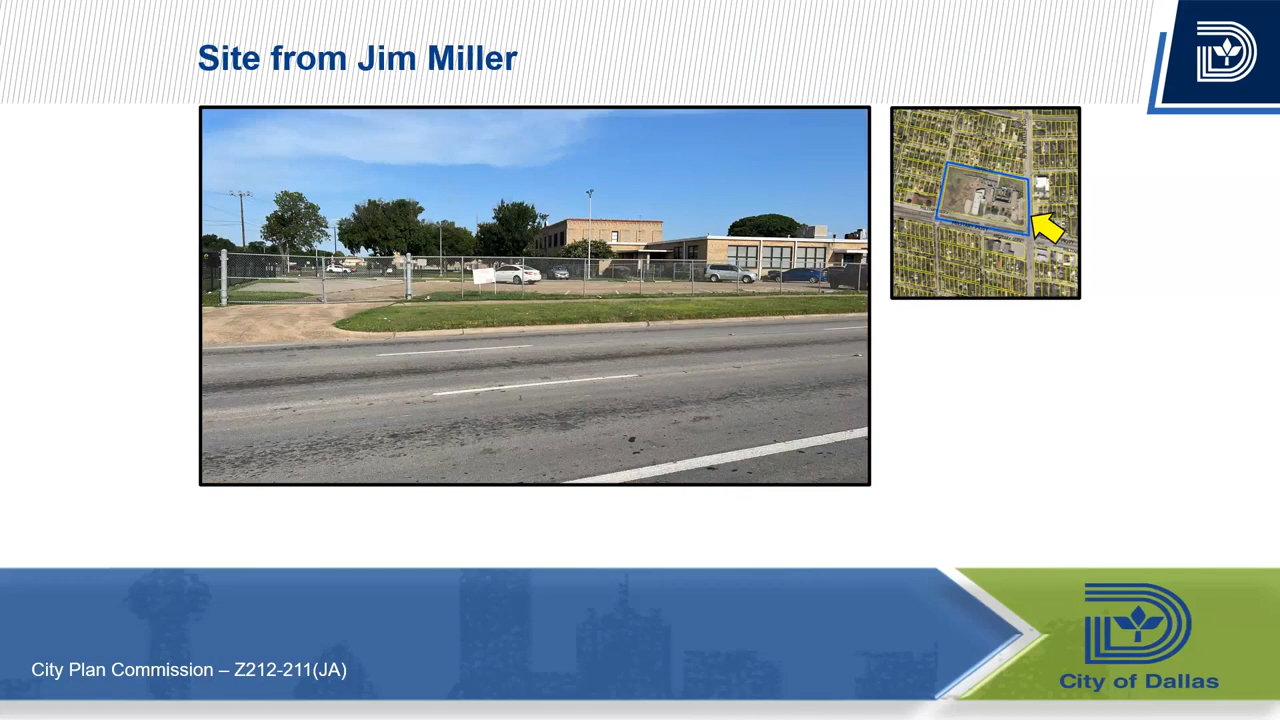 Site from Jim Miller
City Plan Commission – Z212-211(JA)
City of Dallas